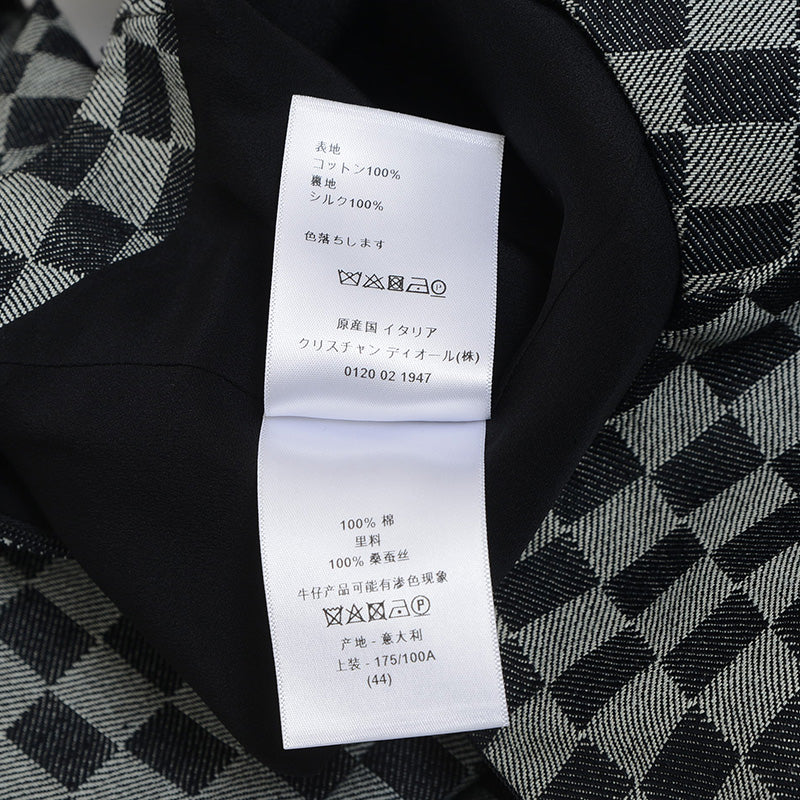 表地
コットン100%
裏地
シルク100%
色落ちします
P
原産国 イタリア
クリスチャン ディオール(株)
0120 02 1947
100% 棉
里料
100% 桑蚕丝
牛仔产品可能有渗色现象
P
产地 - 意大利
上装 - 175/100A
(44)